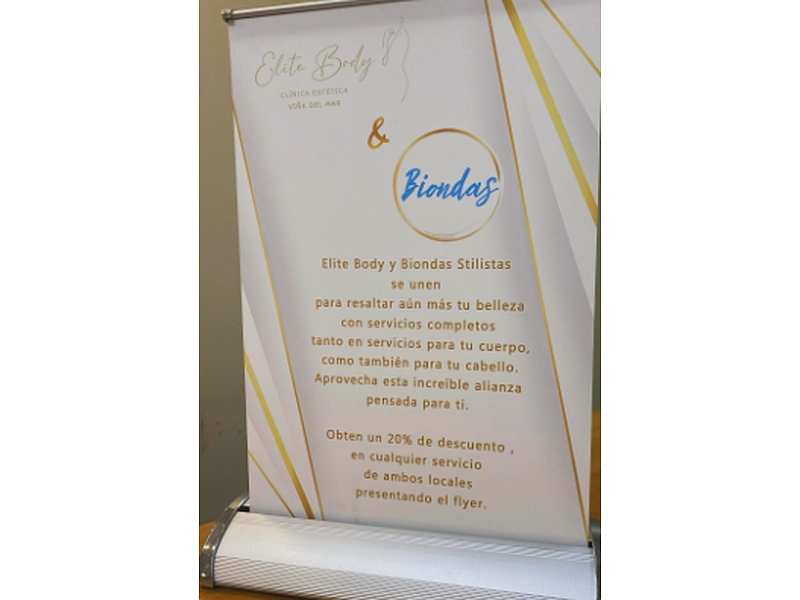 Elite Body
CLÍNICA ESTÉTICA
VIÑA DEL MAR
&
Biondas
Elite Body y Biondas Stilistas
se unen
para resaltar aún más tu belleza
con servicios completos
tanto en servicios para tu cuerpo,
como también para tu cabello.
Aprovecha esta increíble alianza
pensada para ti.
Obten un 20% de descuento ,
en cualquier servicio
de ambos locales
presentando el flyer.